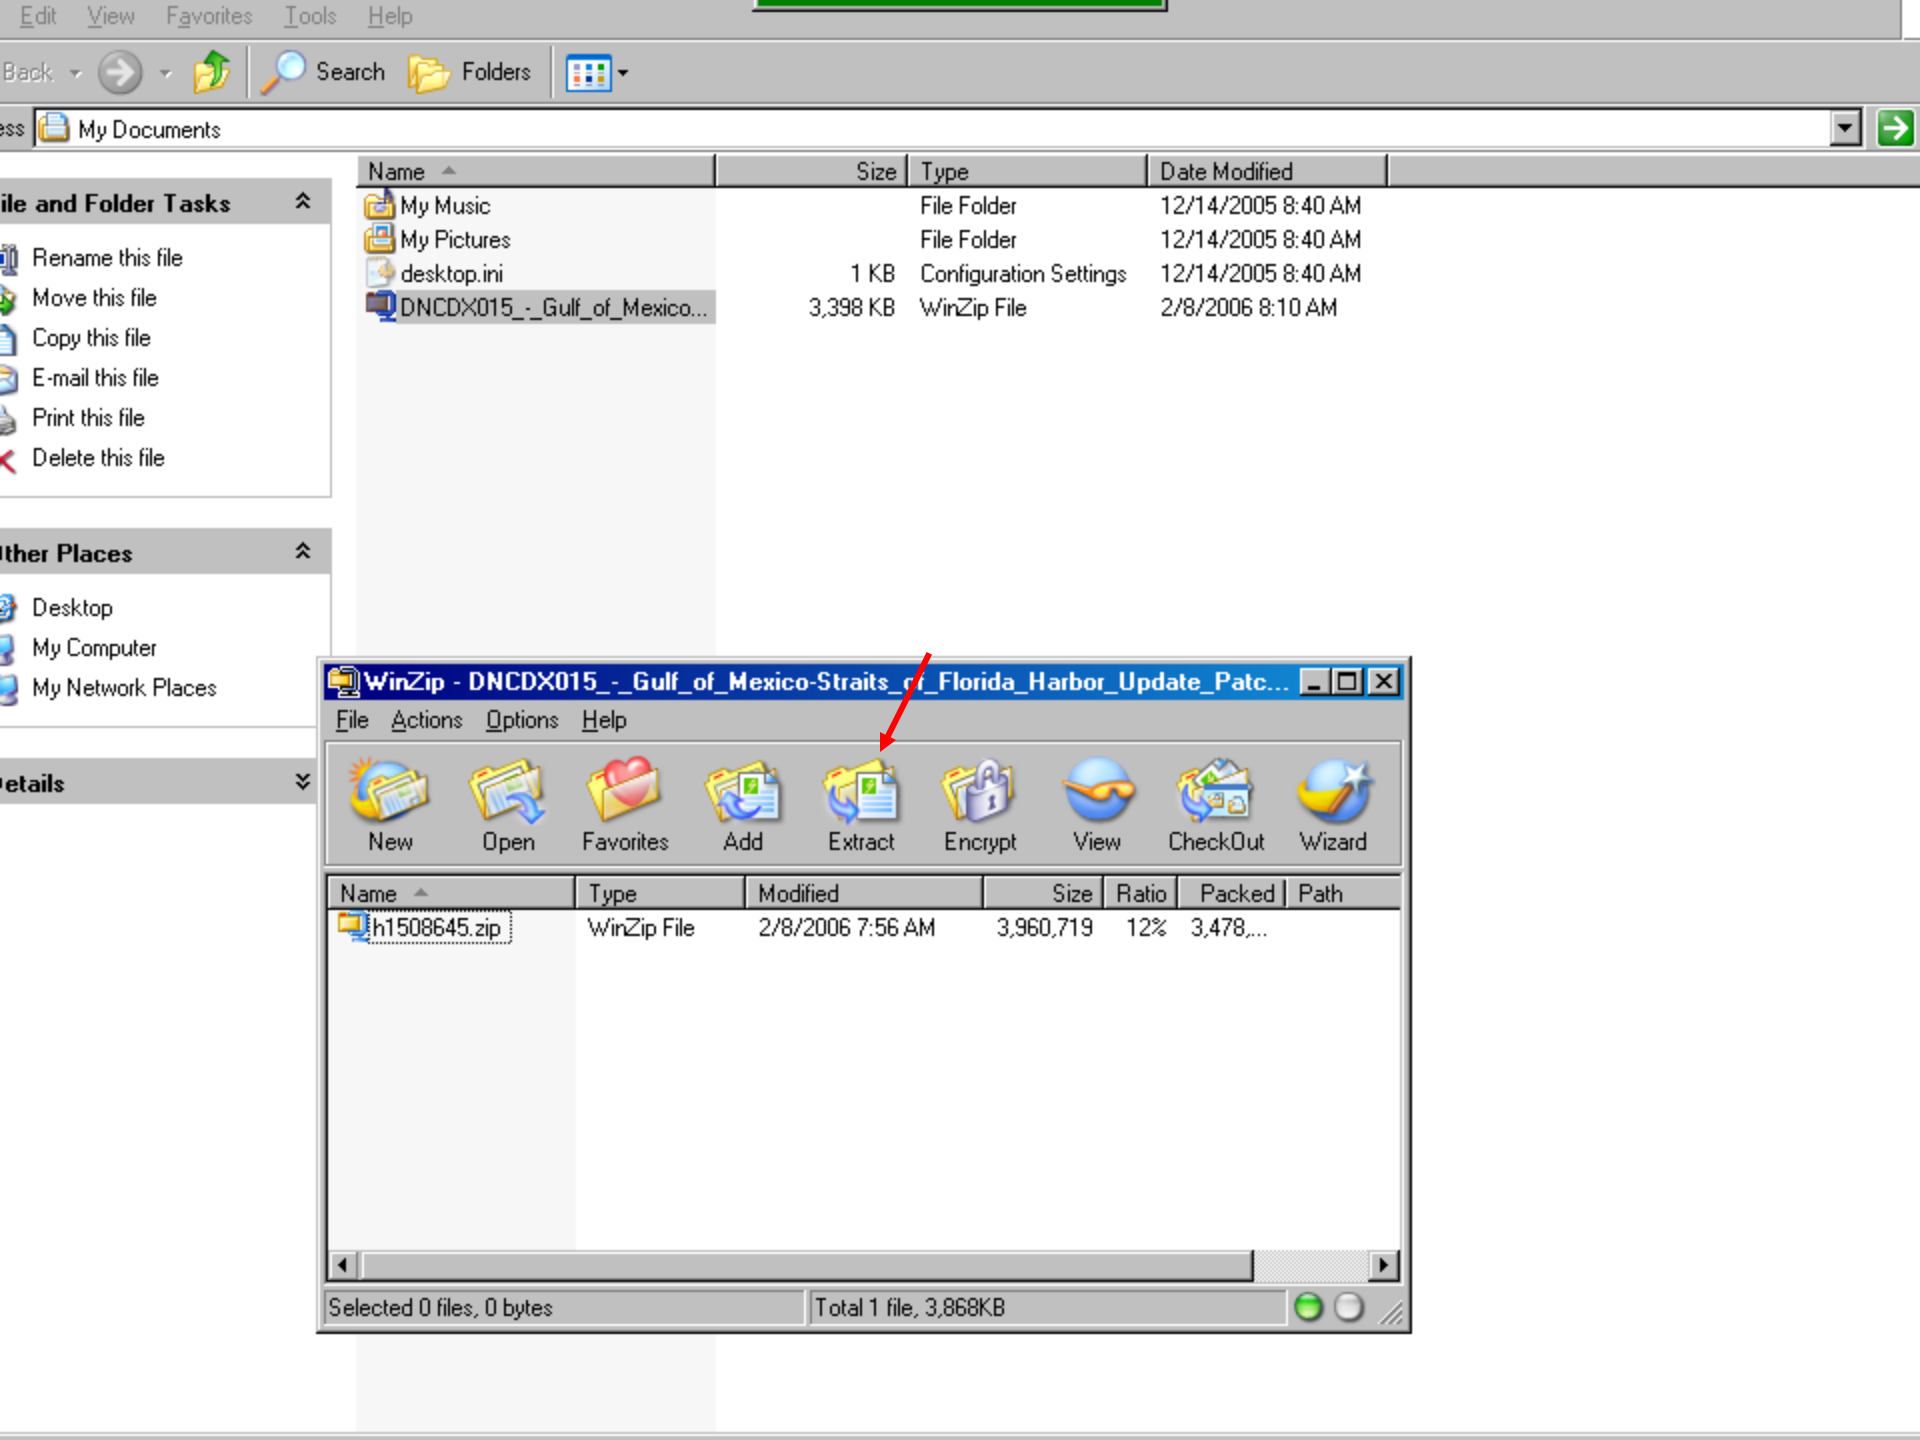 Edit View Favorites Tools Help
Back Search Folders
ess My Documents
Name Size Type Date Modified
ile and Folder Tasks
Rename this file
Move this file
Copy this file
E-mail this file
Print this file
Delete this file
My Music File Folder 12/14/2005 8:40 AM
My Pictures File Folder 12/14/2005 8:40 AM
desktop.ini 1 KB Configuration Settings 12/14/2005 8:40 AM
DNCDX015_-_Gulf_of_Mexico... 3,398 KB WinZip File 2/8/2006 8:10 AM
ther Places
Desktop
My Computer
My Network Places
etails
WinZip - DNCDX015_-_Gulf_of_Mexico-Straits_of_Florida_Harbor_Update_Patc...
File Actions Options Help
New Open Favorites Add Extract Encrypt View CheckOut Wizard
Name Type Modified Size Ratio Packed Path
h1508645.zip WinZip File 2/8/2006 7:56 AM 3,960,719 12% 3,478,...
Selected 0 files, 0 bytes Total 1 file, 3,868KB